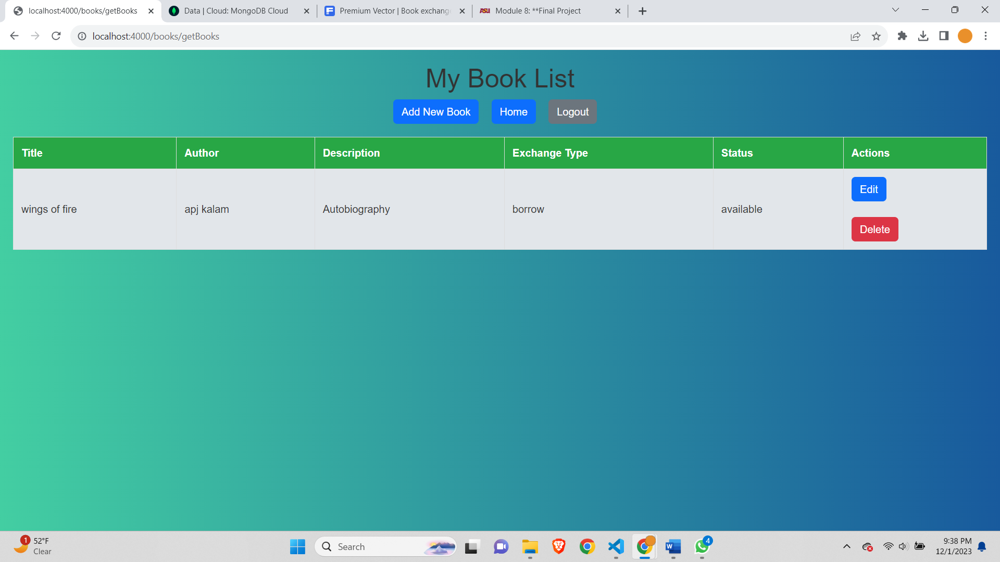 localhost:4000/books/getBooks
Data | Cloud: MongoDB Cloud
Premium Vector | Book exchang
ASU Module 8: **Final Project
localhost:4000/books/getBooks
My Book List
Add New Book Home Logout
Title Author Description Exchange Type Status Actions
wings of fire apj kalam Autobiography borrow available Edit
Delete
1 52°F
Clear
Search
W
4
9:38 PM
12/1/2023